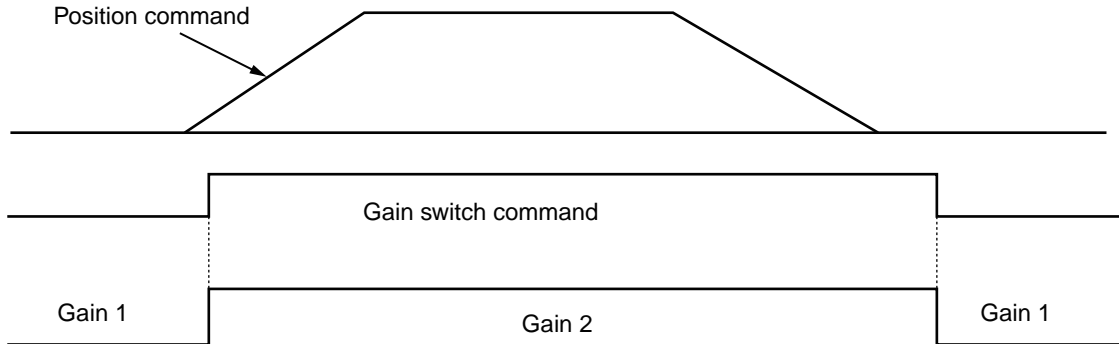 Position command
Gain switch command
Gain 1
Gain 2
Gain 1